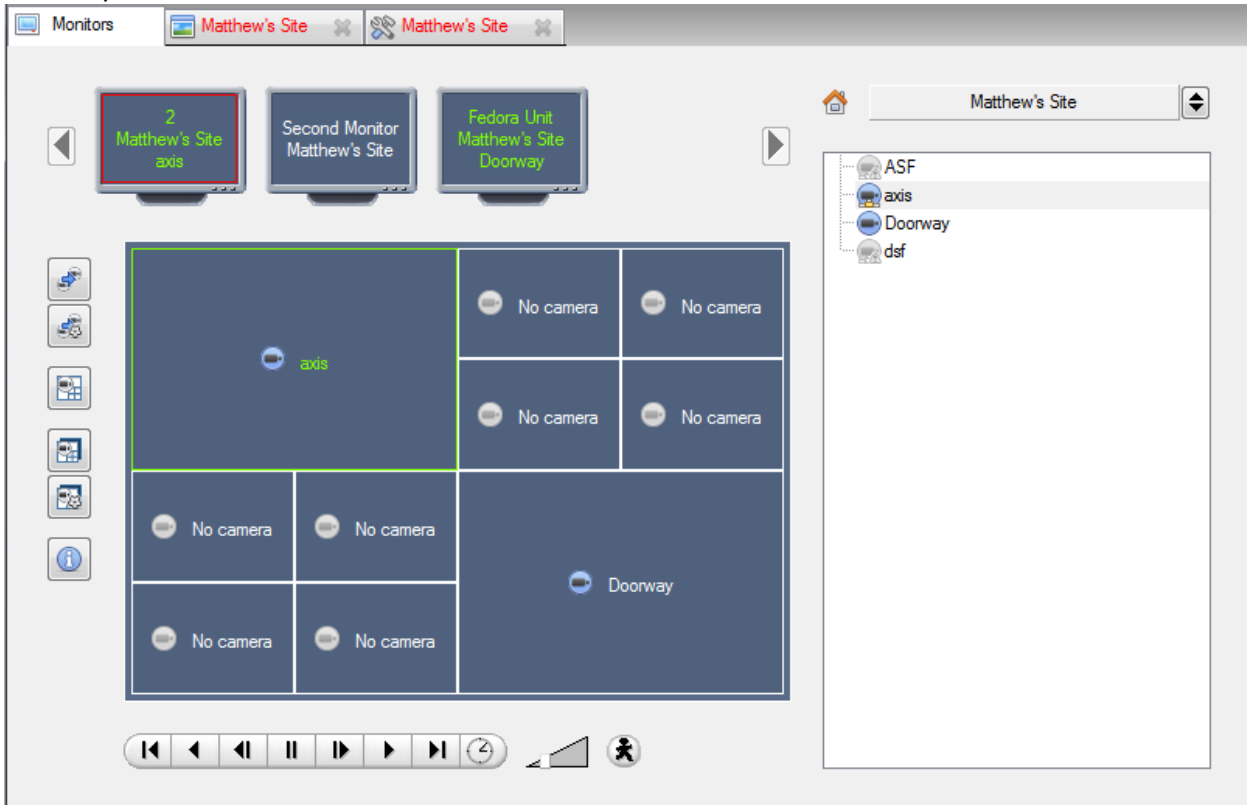 Monitors
Matthew's Site
Matthew's Site
2
Matthew's Site
axis
Second Monitor
Matthew's Site
Fedora Unit
Matthew's Site
Doorway
Matthew's Site
ASF
axis
Doorway
dsf
axis
No camera
No camera
No camera
No camera
No camera
No camera
Doorway
No camera
No camera